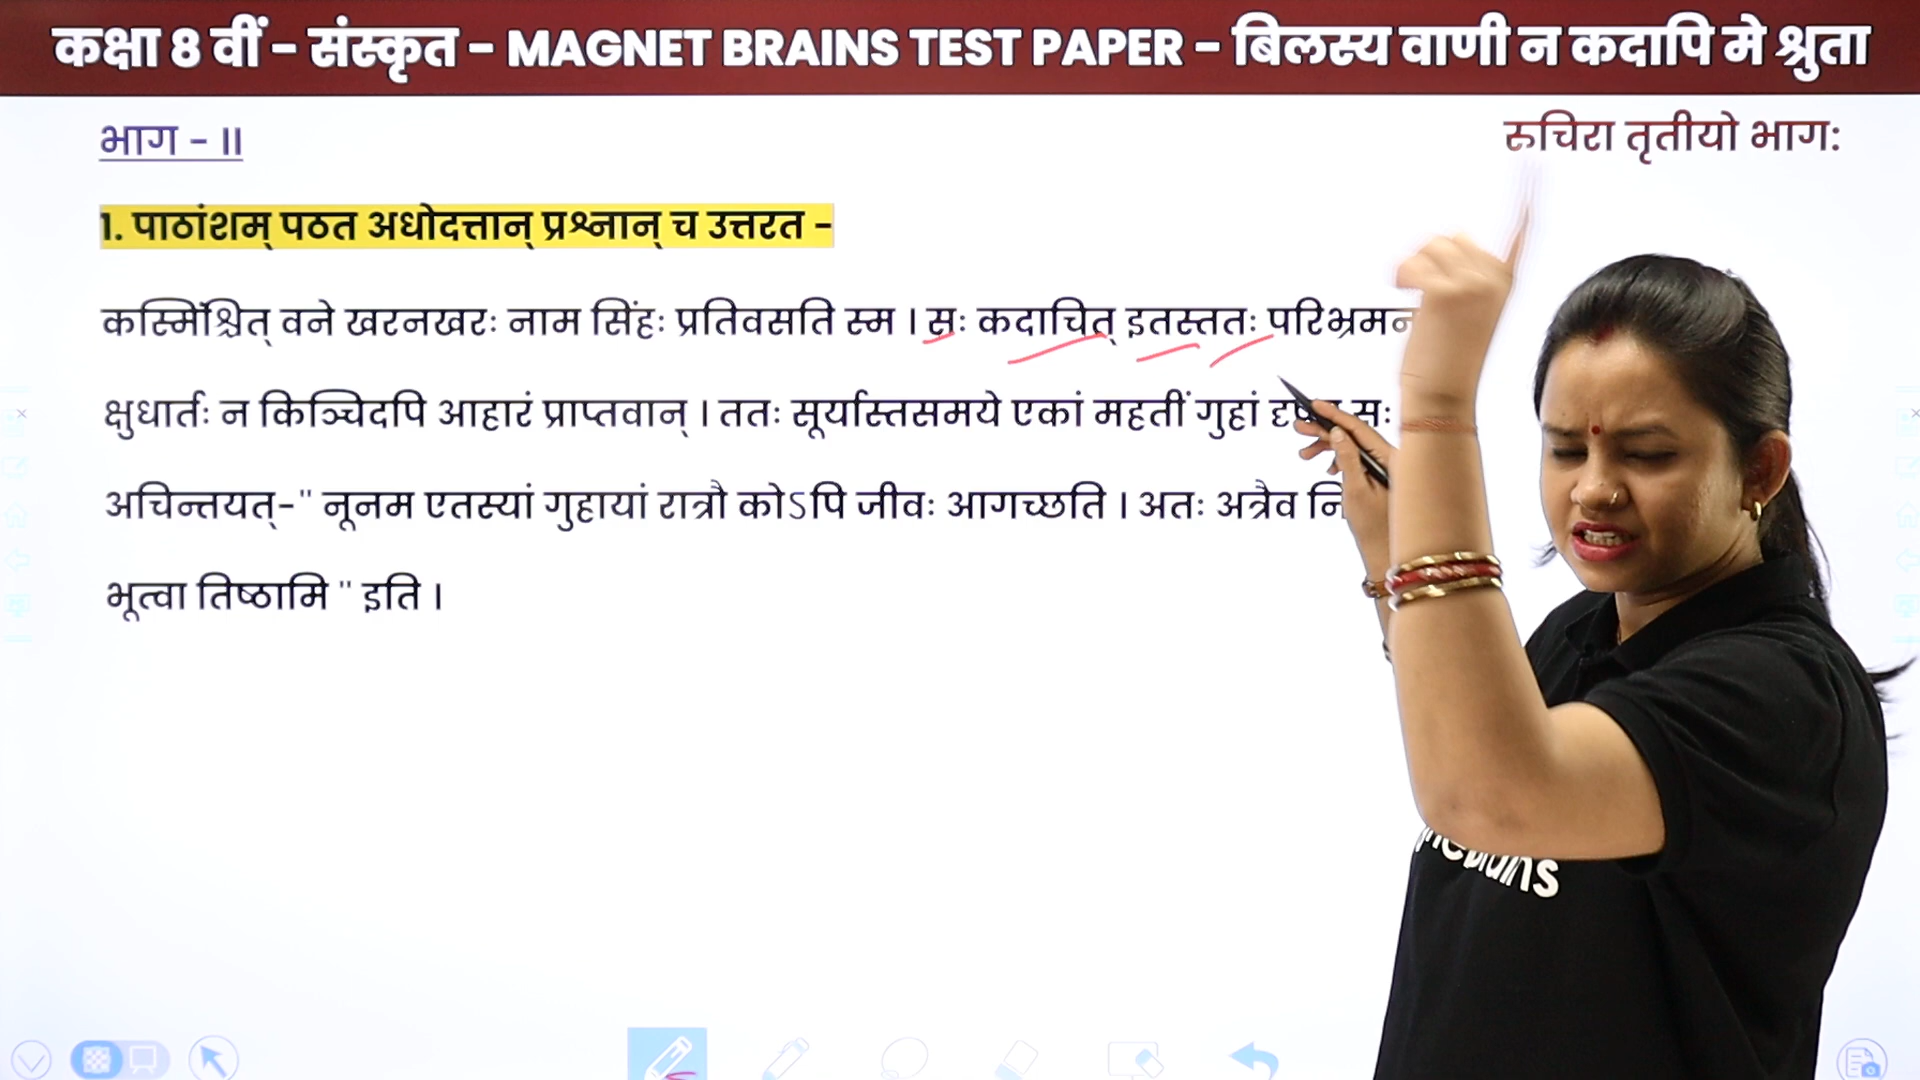 कक्षा 8 वीं – संस्कृत – MAGNET BRAINS TEST PAPER – बिलस्य वाणी न कदापि मे श्रुता
भाग – II
रुचिरा तृतीयो भाग:
1. पाठांशम् पठत अधोदत्तान् प्रश्नान् च उत्तरत –
कस्मिंश्चित् वने खरनखरः नाम सिंहः प्रतिवसति स्म । सः कदाचित् इतस्ततः
क्षुधार्तः न किञ्चिदपि आहारं प्राप्तवान् । ततः सूर्यास्तसमये एकां महतीं गुहां सः
अचिन्तयत्–" नूनम एतस्यां गुहायां रात्रौ कोऽपि जीवः आगच्छति । अतः अत्रैव
भूत्वा तिष्ठामि " इति ।